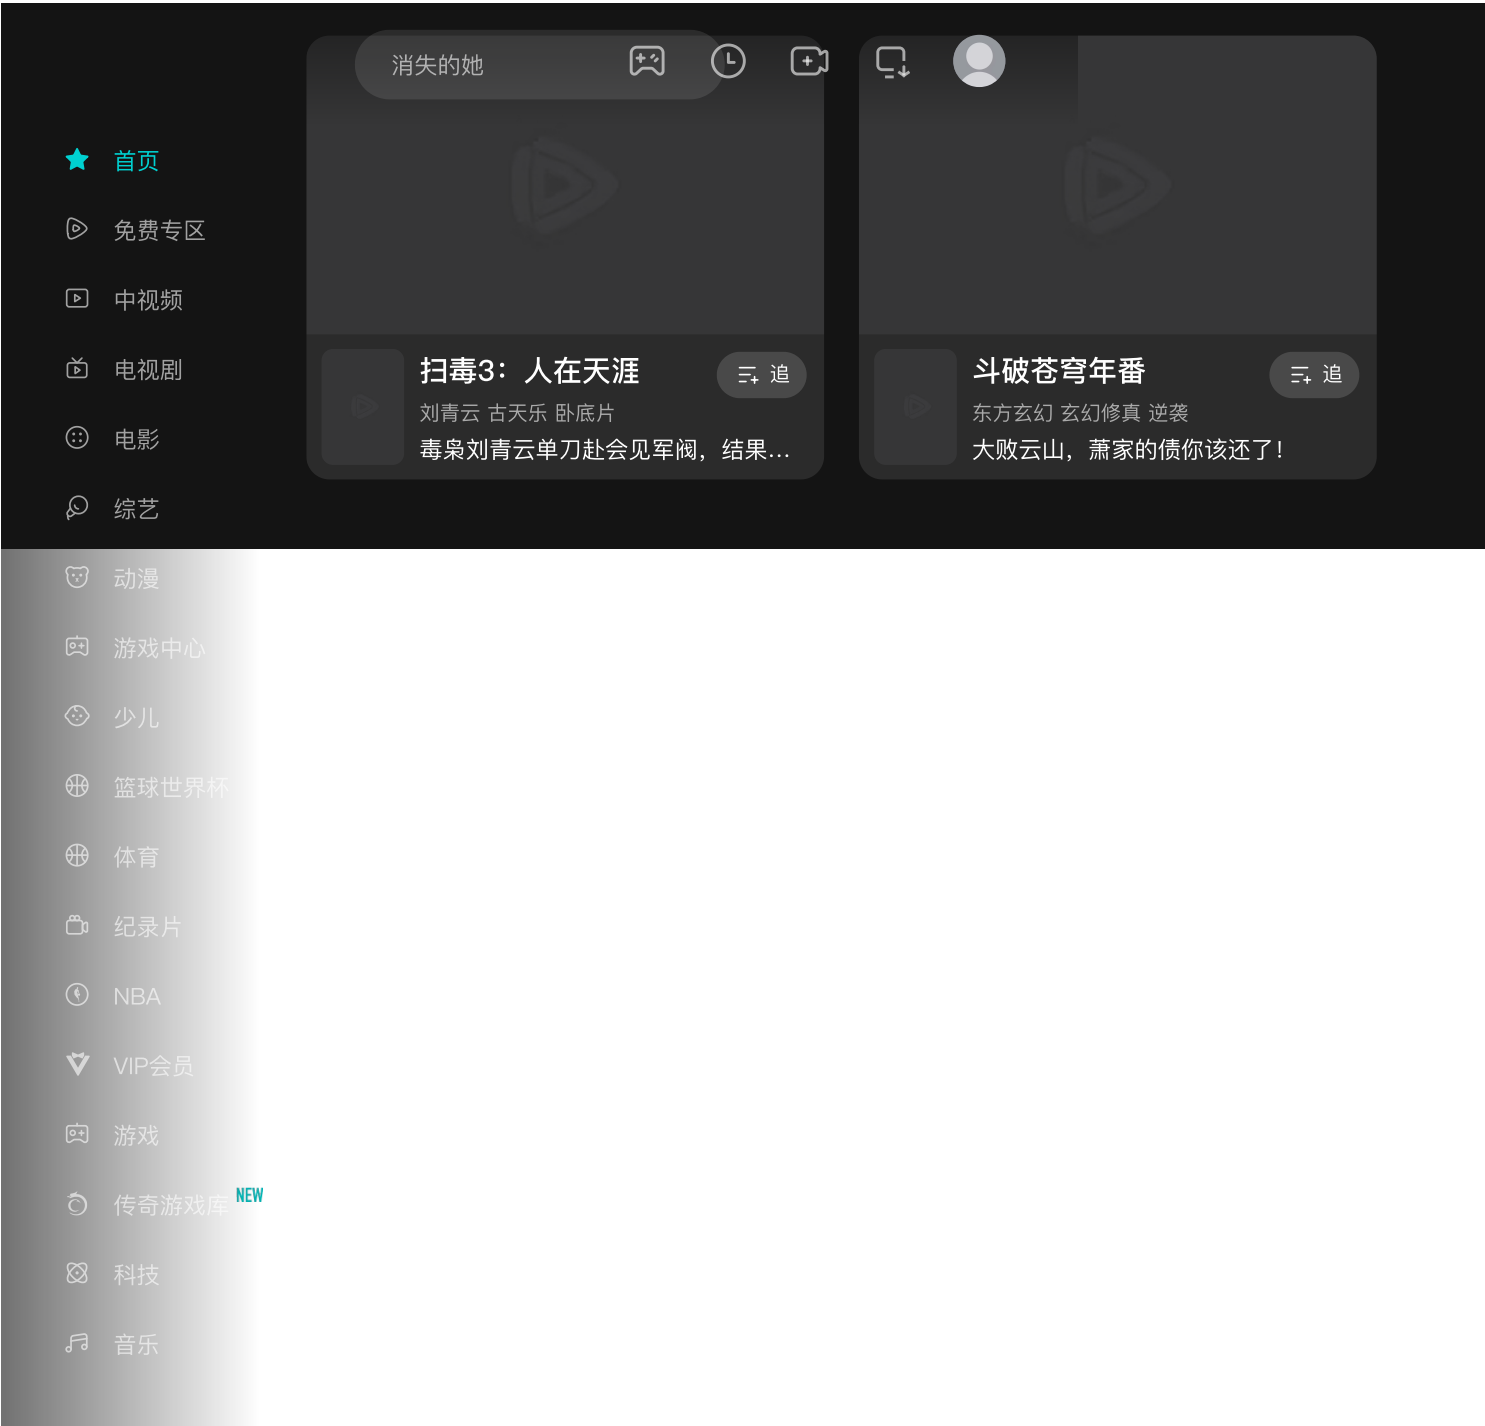 消失的她
首页
免费专区
中视频
电视剧
电影
综艺
动漫
游戏中心
少儿
篮球世界杯
体育
纪录片
NBA
VIP会员
游戏
传奇游戏库 NEW
科技
音乐
扫毒3：人在天涯
追
刘青云 古天乐 卧底片
毒枭刘青云单刀赴会见军阀，结果...
斗破苍穹年番
追
东方玄幻 玄幻修真 逆袭
大败云山，萧家的债你该还了！